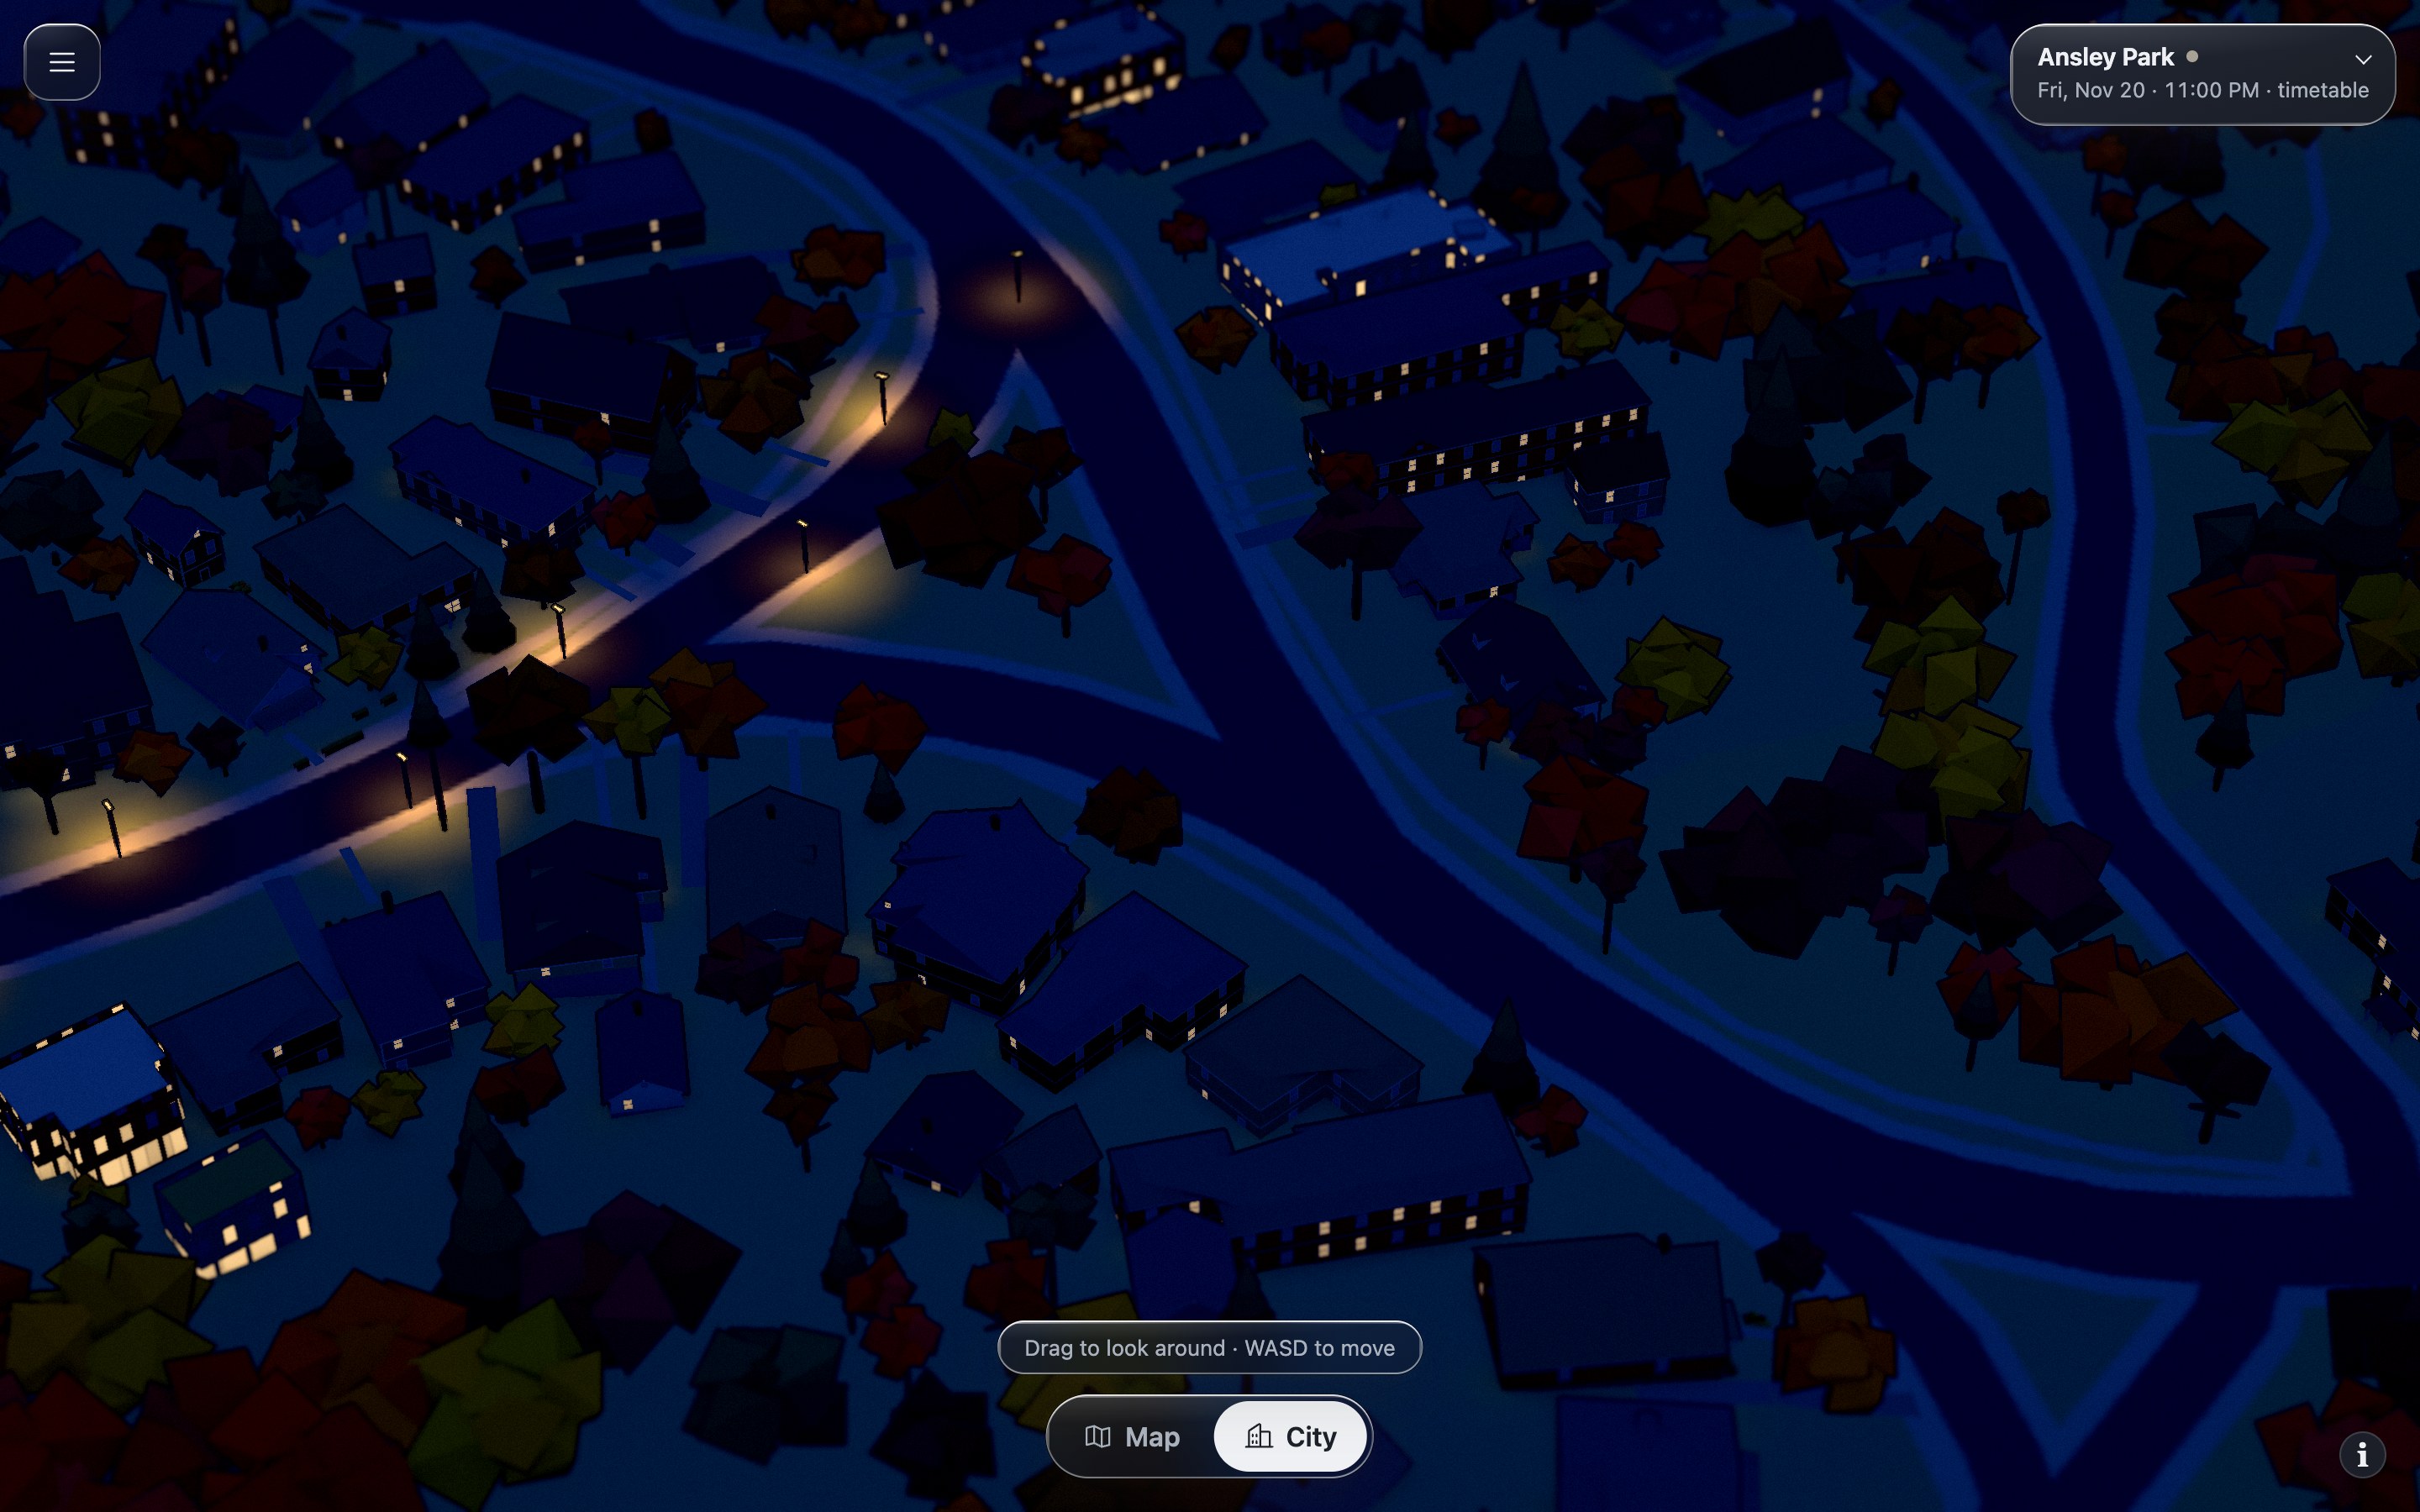 Ansley Park
Fri, Nov 20 · 11:00 PM · timetable
Drag to look around · WASD to move
Map
City
i